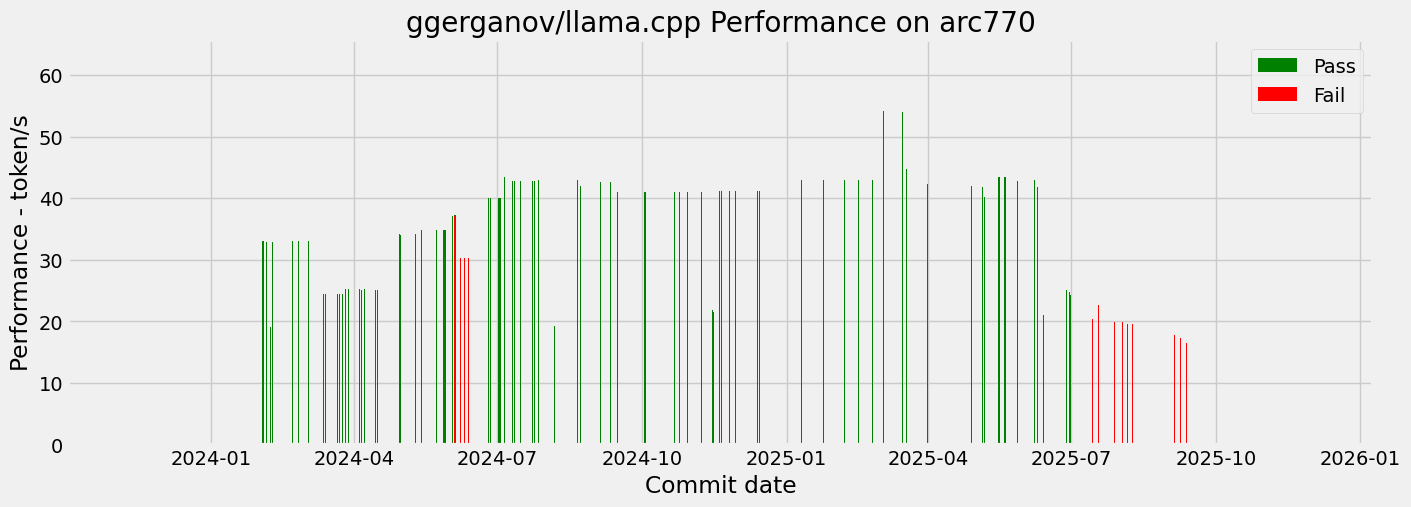 ggerganov/llama.cpp Performance on arc770
Performance - token/s
60
50
40
30
20
10
0
Pass
Fail
2024-01 2024-04 2024-07 2024-10 2025-01 2025-04 2025-07 2025-10 2026-01
Commit date